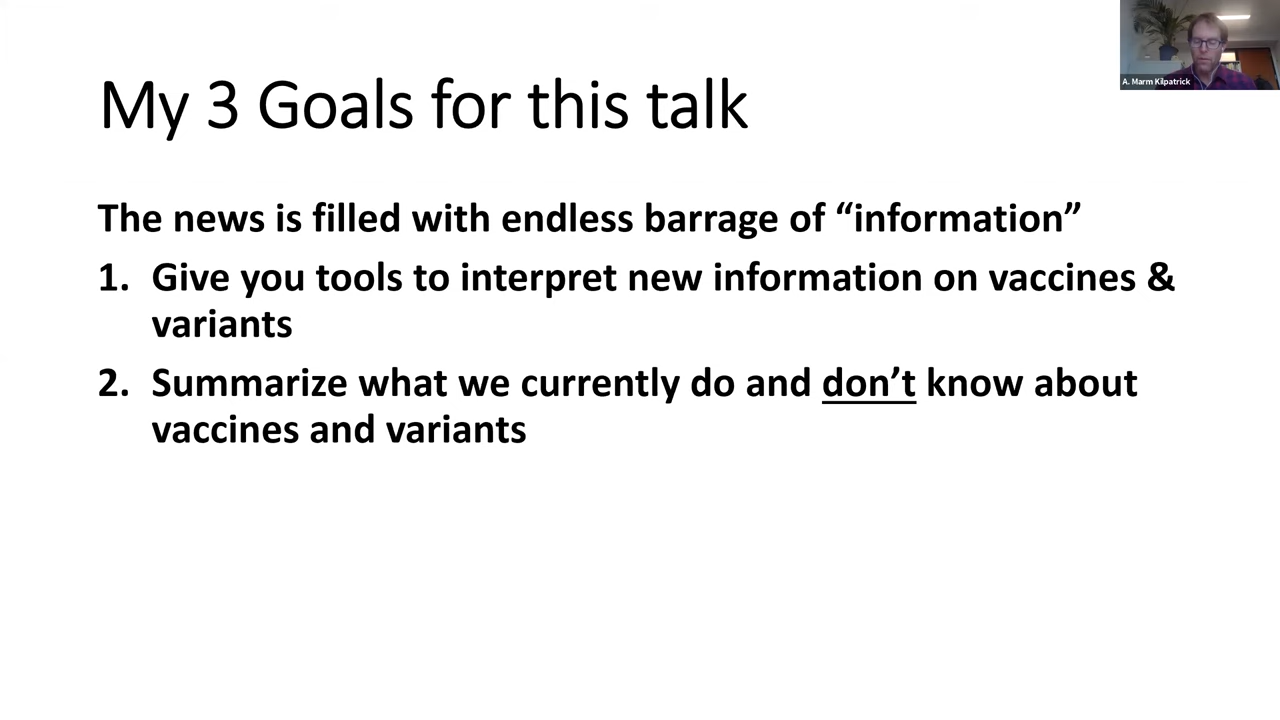 A. Marm Kilpatrick
My 3 Goals for this talk
The news is filled with endless barrage of “information”
1. Give you tools to interpret new information on vaccines &
variants
2. Summarize what we currently do and don’t know about
vaccines and variants